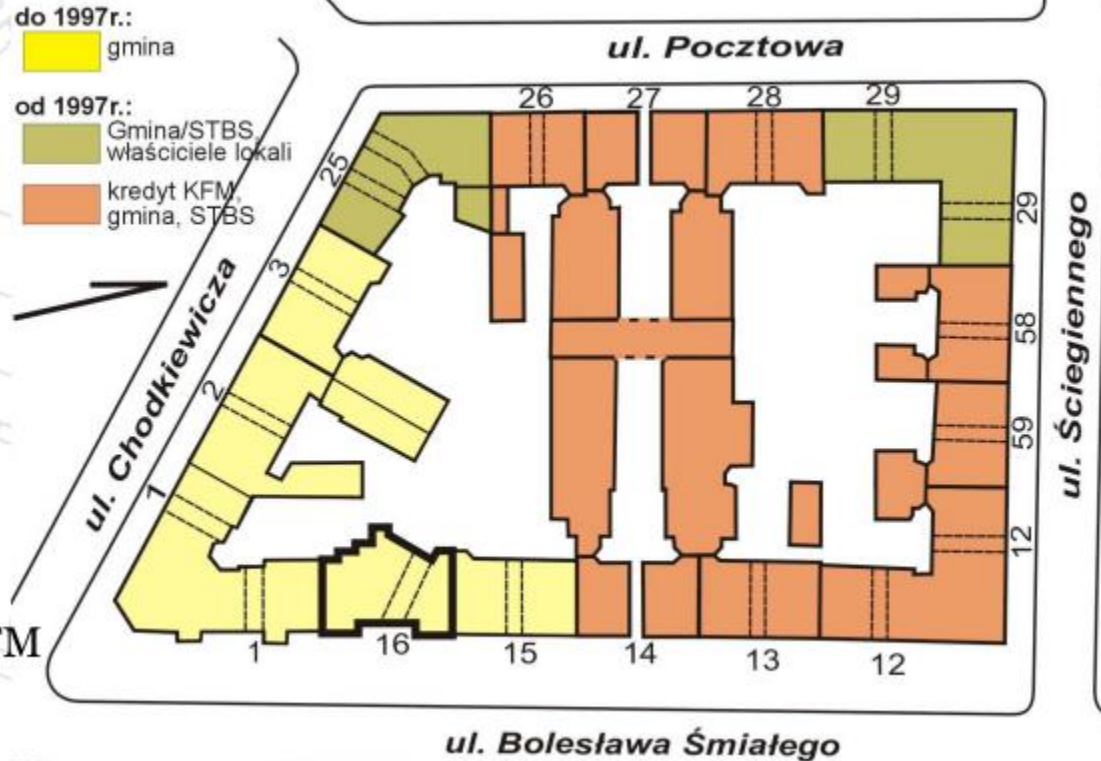 do 1997r.:
gmina
od 1997r.:
Gmina/STBS,
właściciele lokali
kredyt KFM,
gmina, STBS
ul. Pocztowa
26
27
28
29
25
29
3
58
2
59
1
12
1
16
15
14
13
12
ul. Chodkiewicza
ul. Ściegiennego
ul. Bolesława Śmiałego